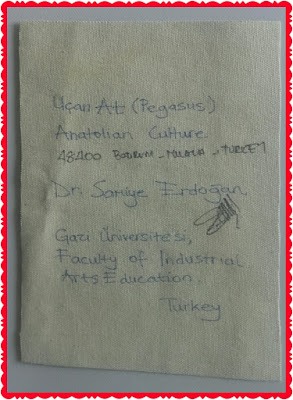 Uçan At (Pegasus)
Anatolian Culture.
48400 BODRUM - MUĞLA - TURKEY
Dr. Saniye Erdoğan
Gazi Üniversitesi,
Faculty of Industrial
Arts Education.
Turkey